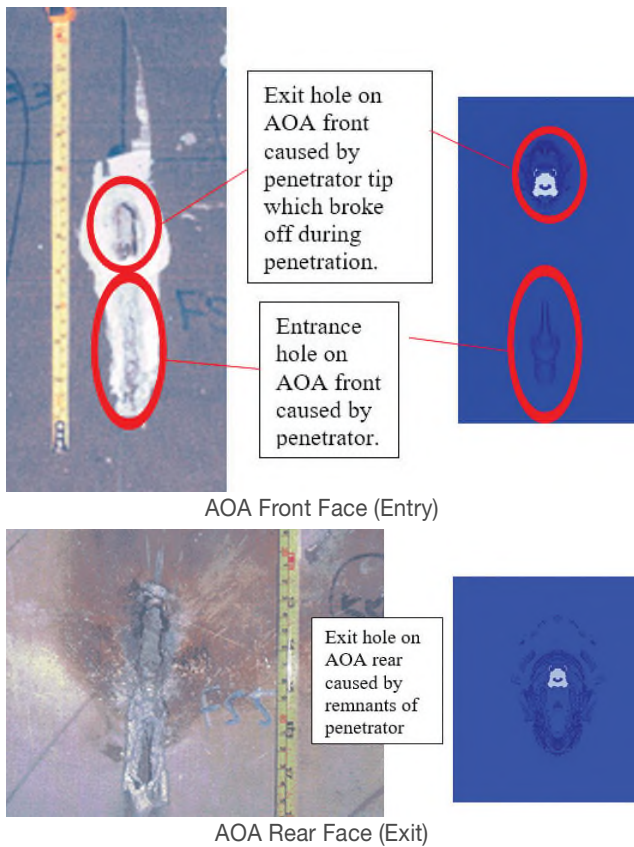 Exit hole on
AOA front
caused by
penetrator tip
which broke
off during
penetration.
Entrance
hole on
AOA front
caused by
penetrator.
AOA Front Face (Entry)
Exit hole on
AOA rear
caused by
remnants of
penetrator
AOA Rear Face (Exit)